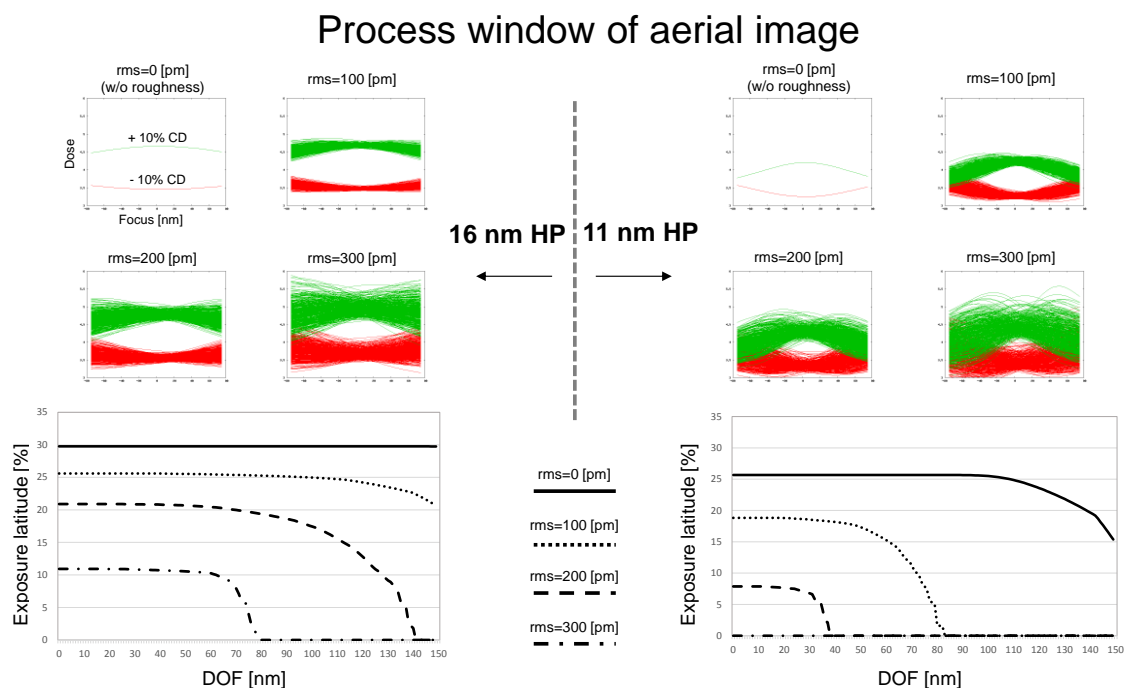 Process window of aerial image
rms=0 [pm]
(w/o roughness)
rms=100 [pm]
+ 10% CD
- 10% CD
Dose
Focus [nm]
rms=200 [pm]
rms=300 [pm]
16 nm HP
11 nm HP
rms=0 [pm]
(w/o roughness)
rms=100 [pm]
rms=200 [pm]
rms=300 [pm]
Exposure latitude [%]
35
30
25
20
15
10
5
0
0 10 20 30 40 50 60 70 80 90 100 110 120 130 140 150
DOF [nm]
rms=0 [pm]
rms=100 [pm]
rms=200 [pm]
rms=300 [pm]
Exposure latitude [%]
35
30
25
20
15
10
5
0
0 10 20 30 40 50 60 70 80 90 100 110 120 130 140 150
DOF [nm]